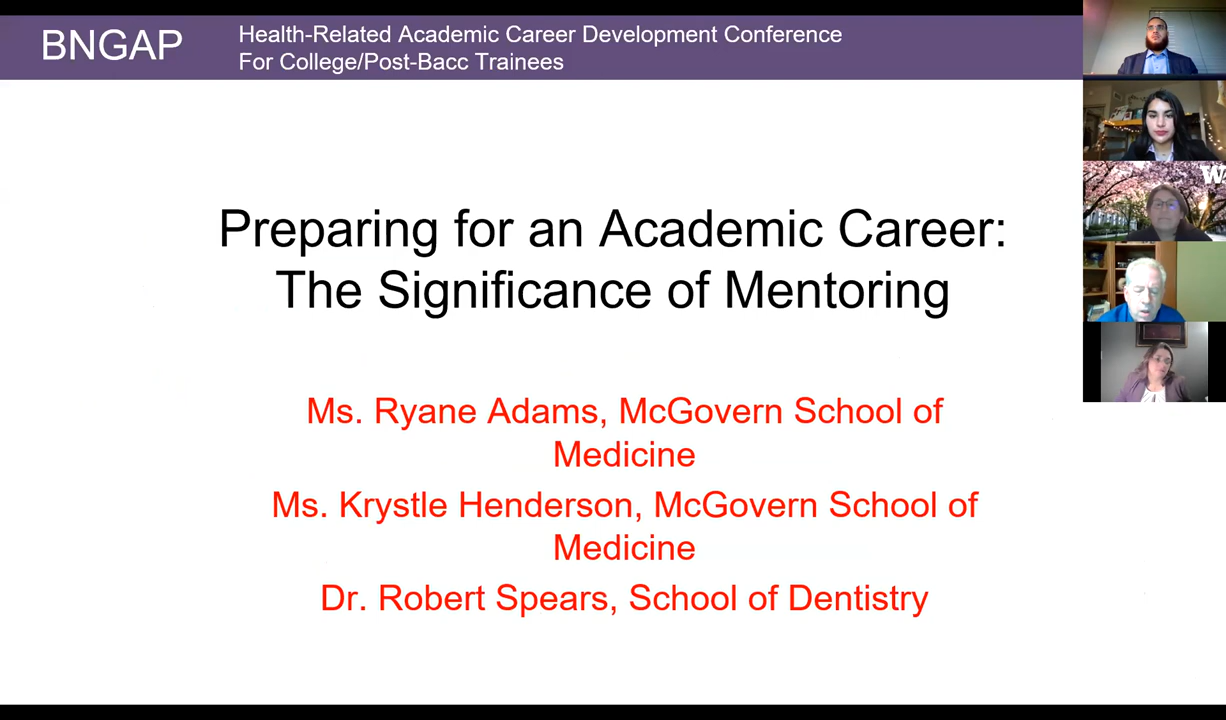 BNGAP
Health-Related Academic Career Development Conference
For College/Post-Bacc Trainees
Preparing for an Academic Career:
The Significance of Mentoring
Ms. Ryane Adams, McGovern School of
Medicine
Ms. Krystle Henderson, McGovern School of
Medicine
Dr. Robert Spears, School of Dentistry